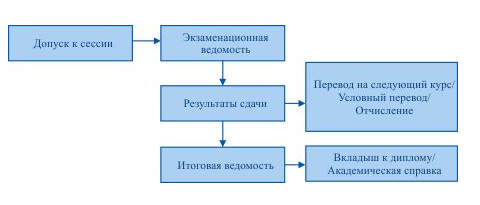 Допуск к сессии
Экзаменационная
ведомость
Результаты сдачи
Перевод на следующий курс/
Условный перевод/
Отчисление
Итоговая ведомость
Вкладыш к диплому/
Академическая справка